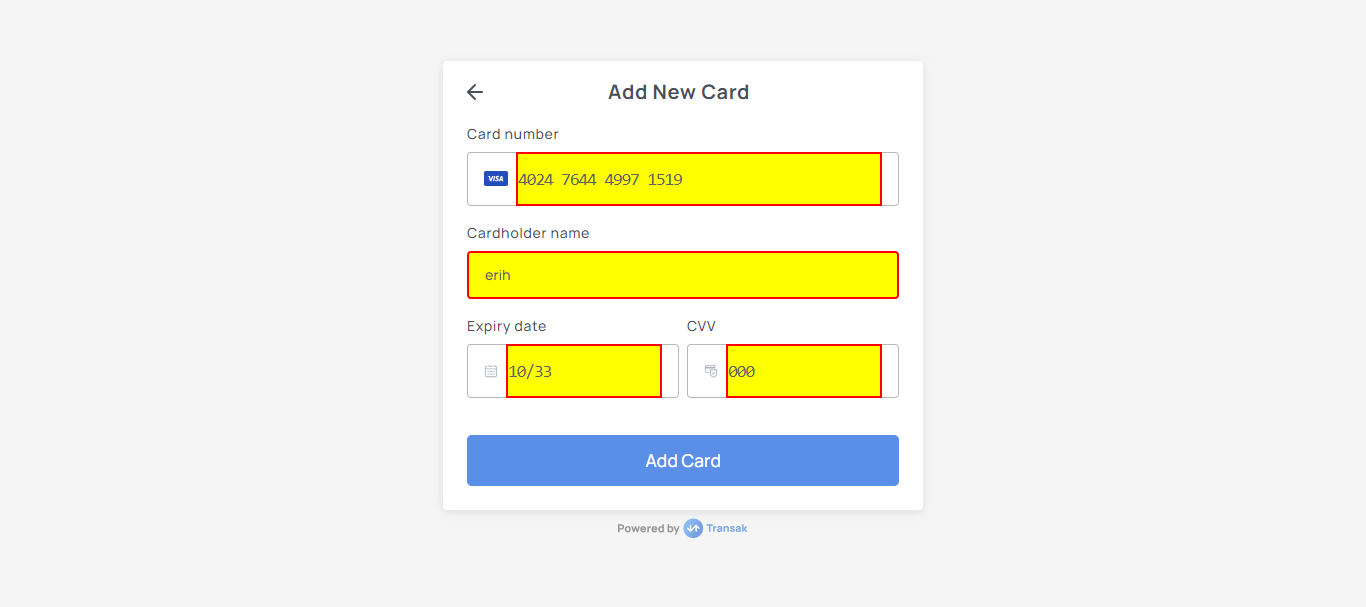 Add New Card
Card number
VISA 4024 7644 4997 1519
Cardholder name
erih
Expiry date CVV
10/33 000
Add Card
Powered by Transak